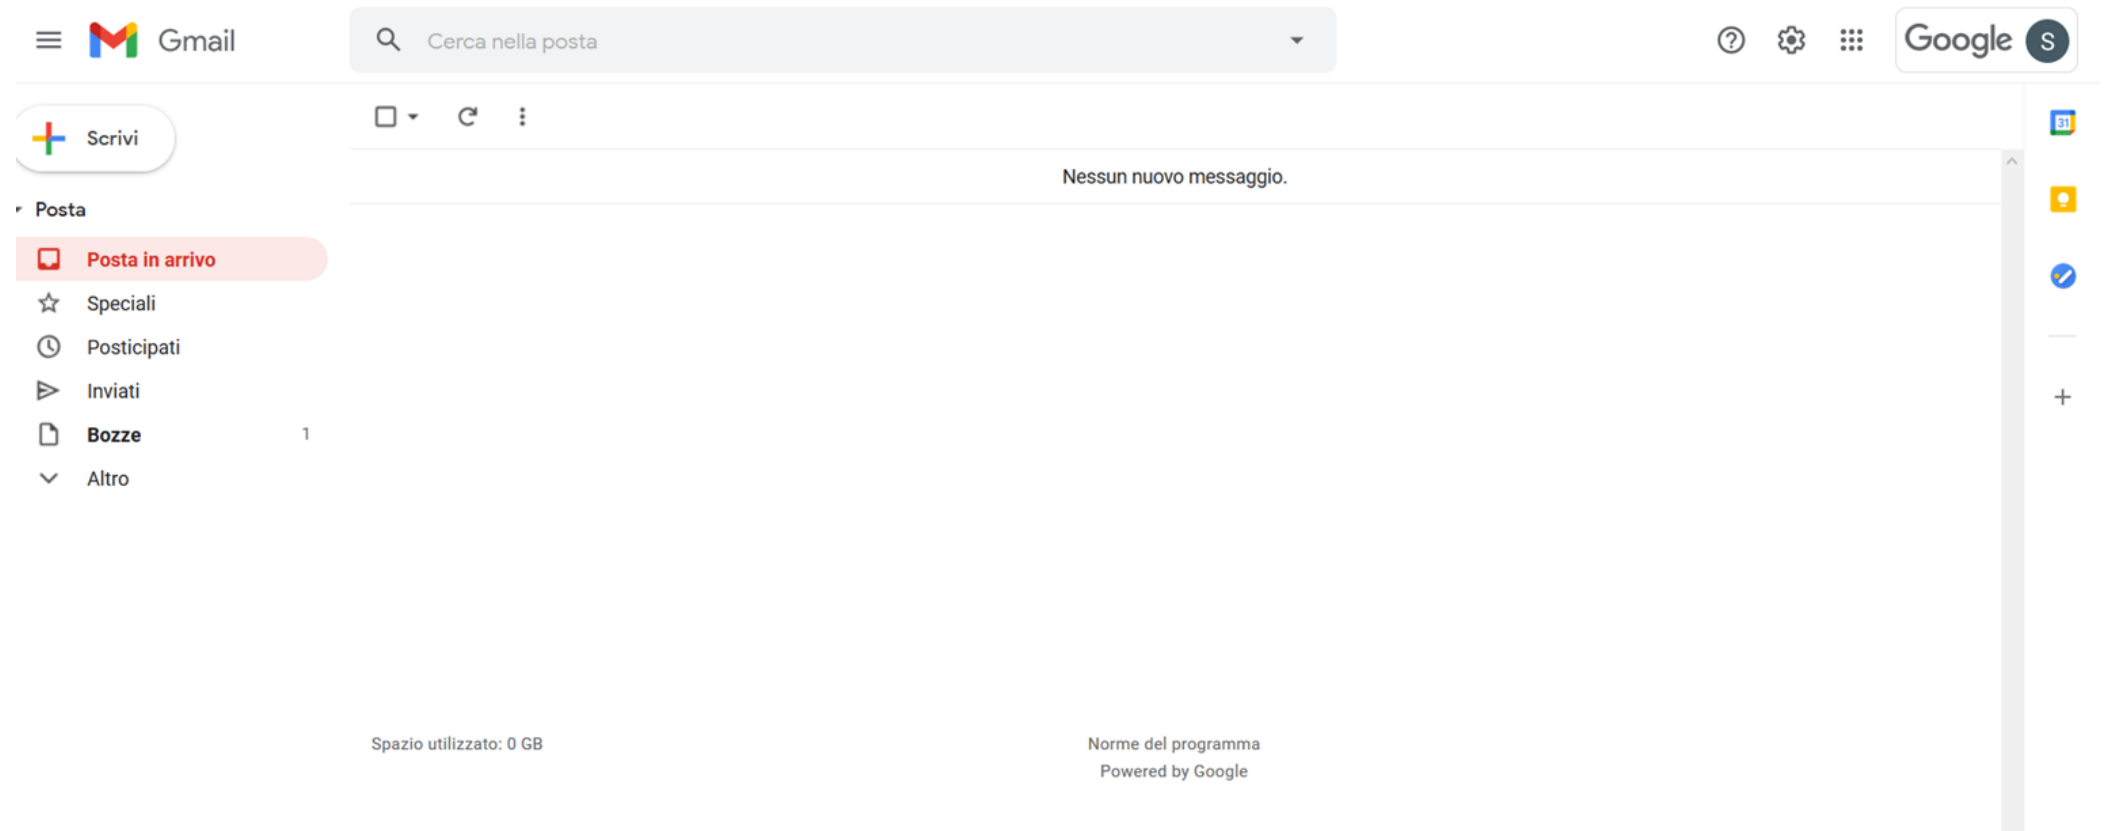 Gmail
Cerca nella posta
Google S
Scrivi
31
Nessun nuovo messaggio.
Posta
Posta in arrivo
Speciali
Posticipati
Inviati
Bozze 1
Altro
Spazio utilizzato: 0 GB
Norme del programma
Powered by Google